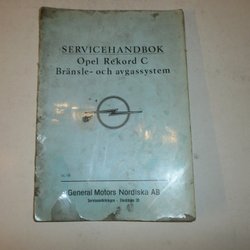 SERVICEHANDBOK
Opel Rekord C
Bränsle- och avgassystem
General Motors Nordiska AB